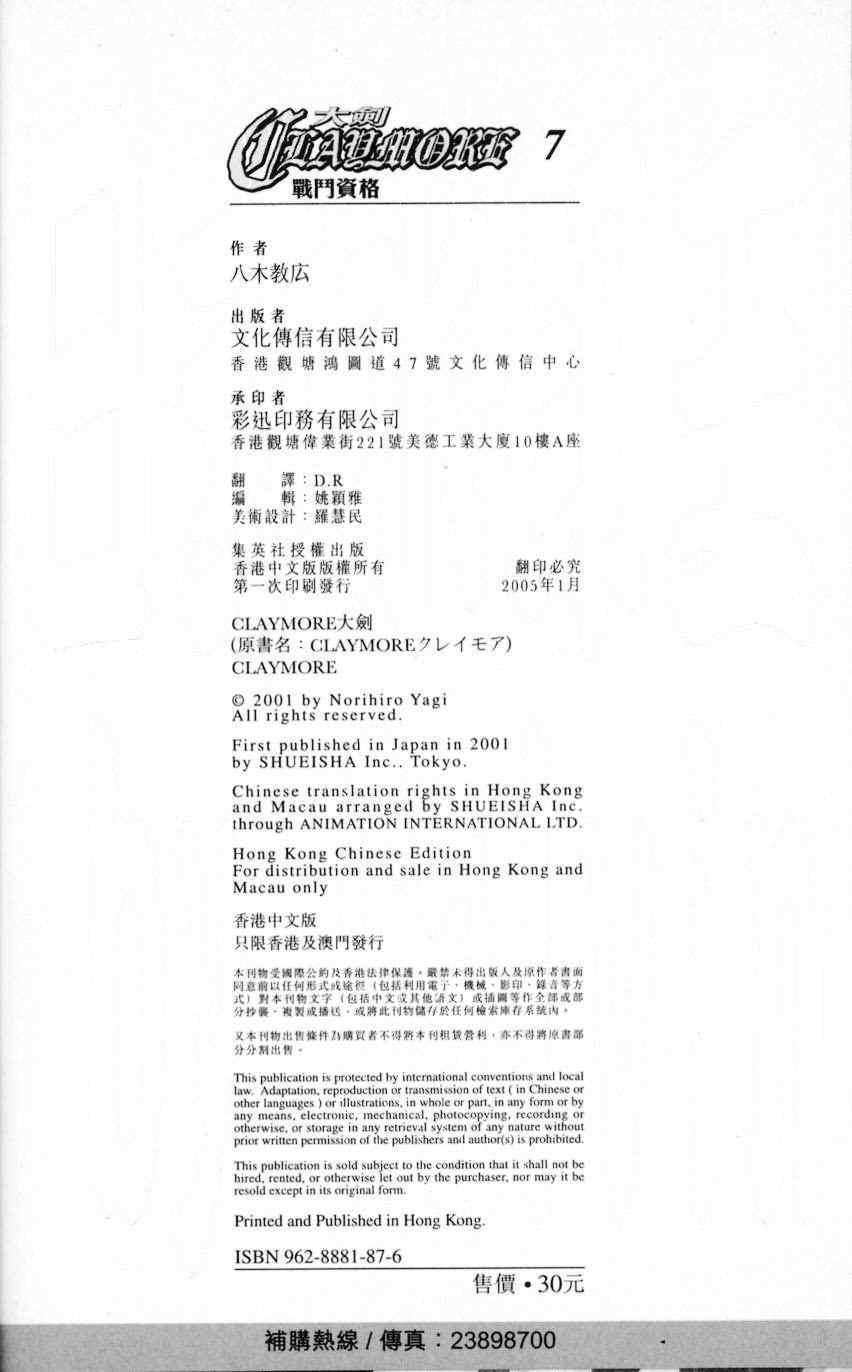 大劍
CLAYMORE 7
戰鬥資格
作者
八木教広
出版者
文化傳信有限公司
香港觀塘鴻圖道47號文化傳信中心
承印者
彩迅印務有限公司
香港觀塘偉業街221號美德工業大廈10樓A座
翻　　譯：D.R
編　　輯：姚穎雅
美術設計：羅慧民
集英社授權出版
香港中文版版權所有 翻印必究
第一次印刷發行 2005年1月
CLAYMORE大劍
(原書名：CLAYMOREクレイモア)
CLAYMORE
© 2001 by Norihiro Yagi
All rights reserved.
First published in Japan in 2001
by SHUEISHA Inc.. Tokyo.
Chinese translation rights in Hong Kong
and Macau arranged by SHUEISHA Inc.
through ANIMATION INTERNATIONAL LTD.
Hong Kong Chinese Edition
For distribution and sale in Hong Kong and
Macau only
香港中文版
只限香港及澳門發行
本刊物受國際公約及香港法律保護。嚴禁未得出版人及原作者書面
同意前以任何形式或途徑（包括利用電子、機械、影印、錄音等方
式）對本刊物文字（包括中文或其他語文）或插圖等作全部或部
分抄襲、複製或播送，或將此刊物儲存於任何檢索庫存系統內。
又本刊物出售條件為購買者不得將本刊租賃營利，亦不得將原書部
分分割出售。
This publication is protected by international conventions and local
law. Adaptation, reproduction or transmission of text ( in Chinese or
other languages ) or illustrations, in whole or part, in any form or by
any means, electronic, mechanical, photocopying, recording or
otherwise, or storage in any retrieval system of any nature without
prior written permission of the publishers and author(s) is prohibited.
This publication is sold subject to the condition that it shall not be
hired, rented, or otherwise let out by the purchaser, nor may it be
resold except in its original form.
Printed and Published in Hong Kong.
ISBN 962-8881-87-6
售價•30元
補購熱線 / 傳真：23898700